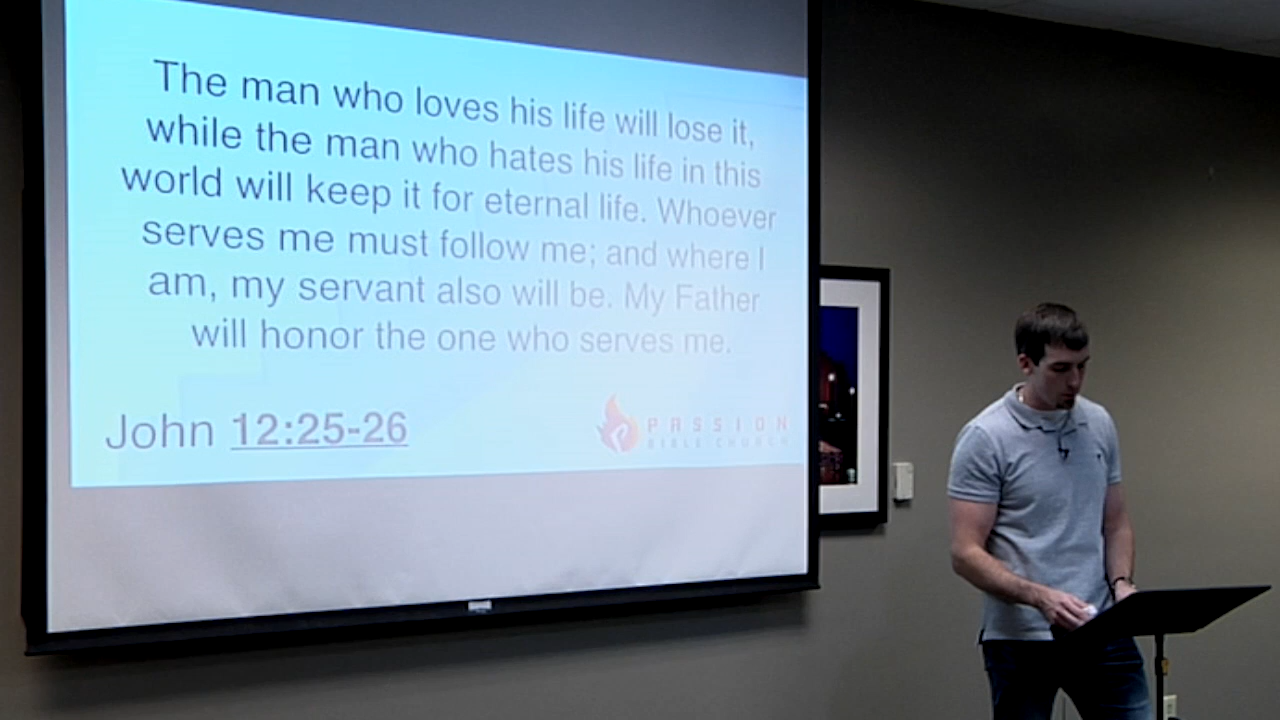 The man who loves his life will lose it,
while the man who hates his life in this
world will keep it for eternal life. Whoever
serves me must follow me; and where I
am, my servant also will be. My Father
will honor the one who serves me.
John 12:25-26
PASSION
BIBLE CHURCH